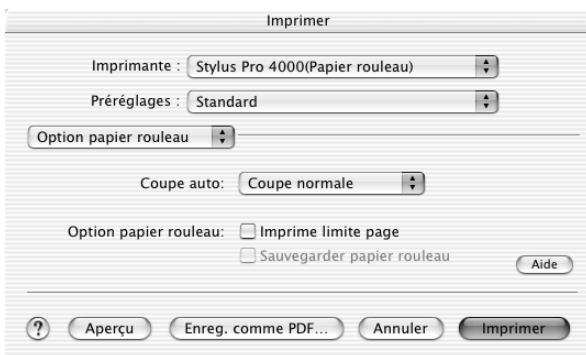 Imprimer
Imprimante : Stylus Pro 4000(Papier rouleau)
Préréglages : Standard
Option papier rouleau
Coupe auto: Coupe normale
Option papier rouleau: Imprime limite page
Sauvegarder papier rouleau
Aide
? Aperçu Enreg. comme PDF... Annuler Imprimer